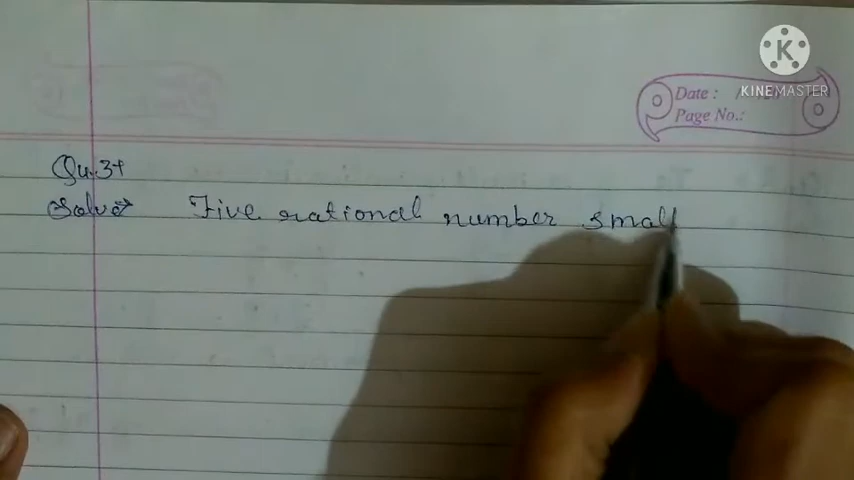 K
KINEMASTER
Date :
Page No.:
Qu.3+
Solve⇒ Five rational number small